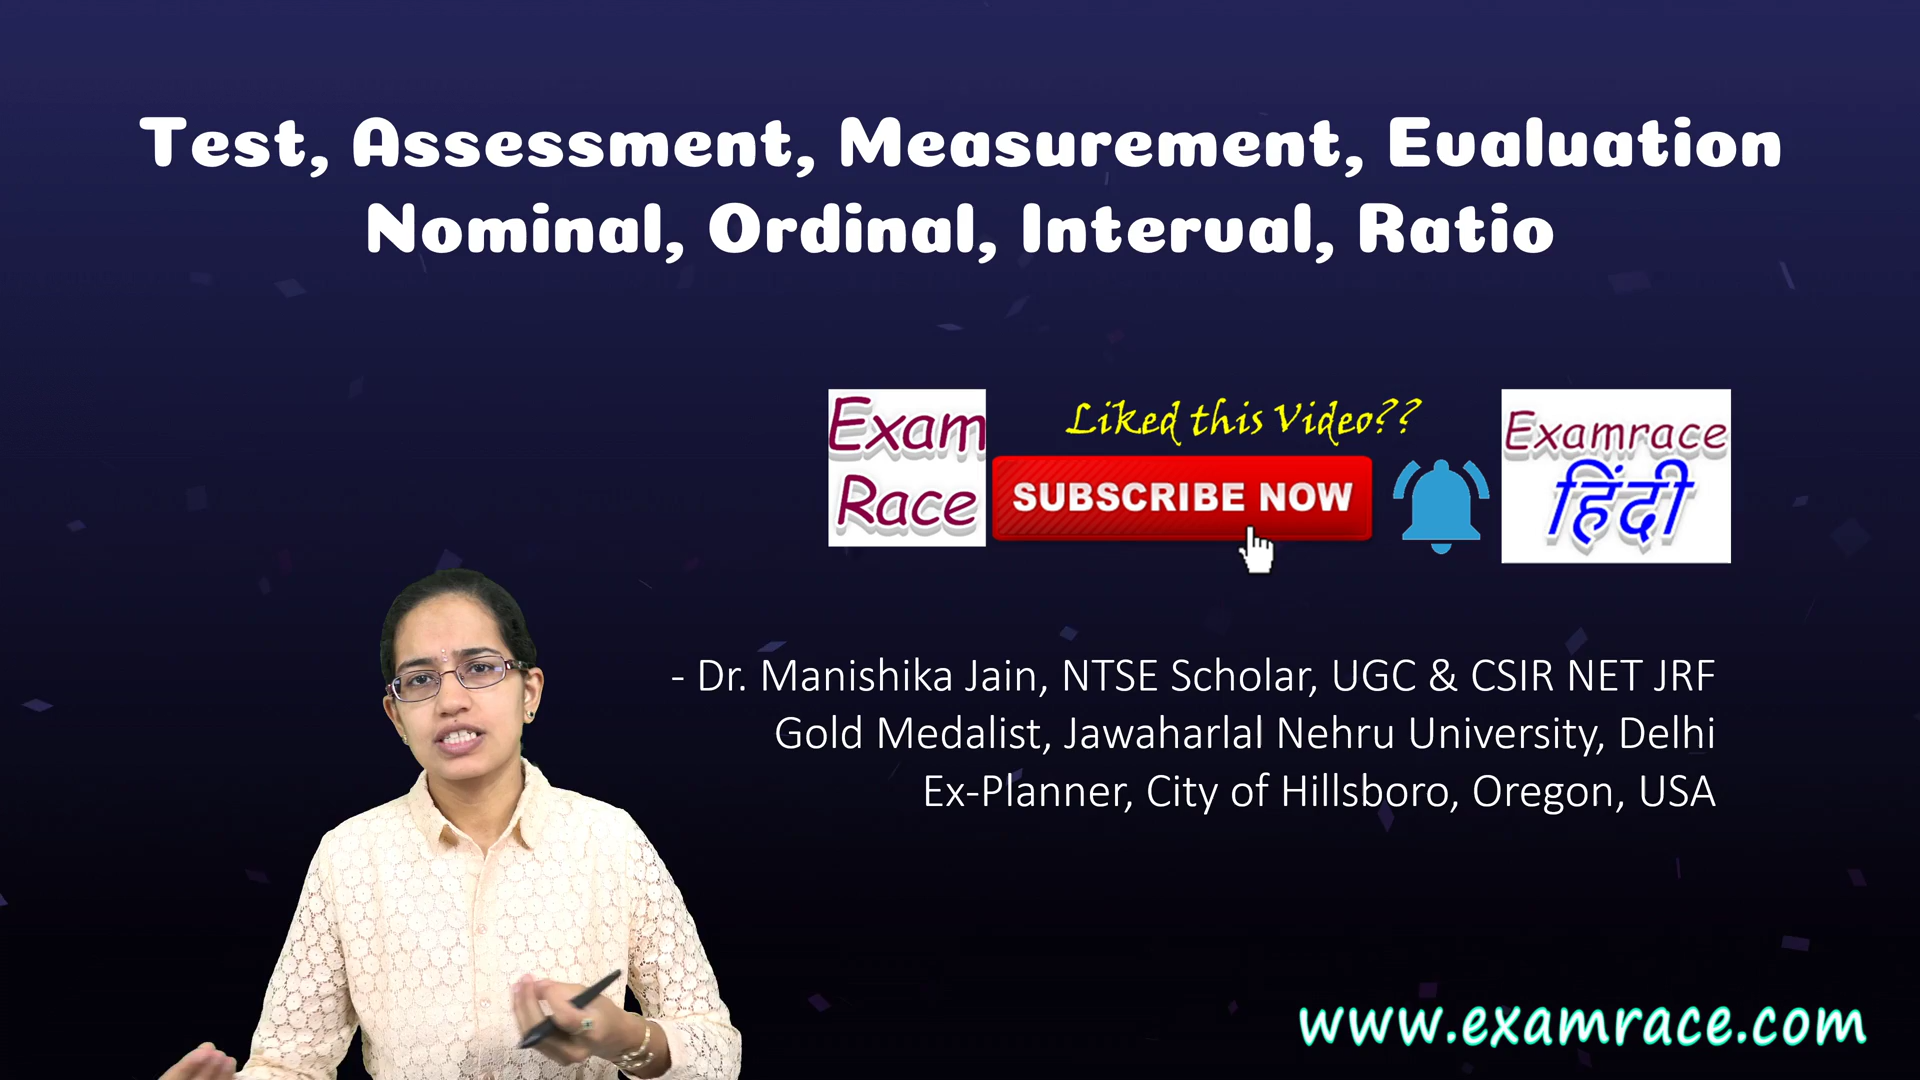 Test, Assessment, Measurement, Evaluation
Nominal, Ordinal, Interval, Ratio
Exam
Race
Liked this Video??
SUBSCRIBE NOW
Examrace
हिंदी
- Dr. Manishika Jain, NTSE Scholar, UGC & CSIR NET JRF
Gold Medalist, Jawaharlal Nehru University, Delhi
Ex-Planner, City of Hillsboro, Oregon, USA
www.examrace.com